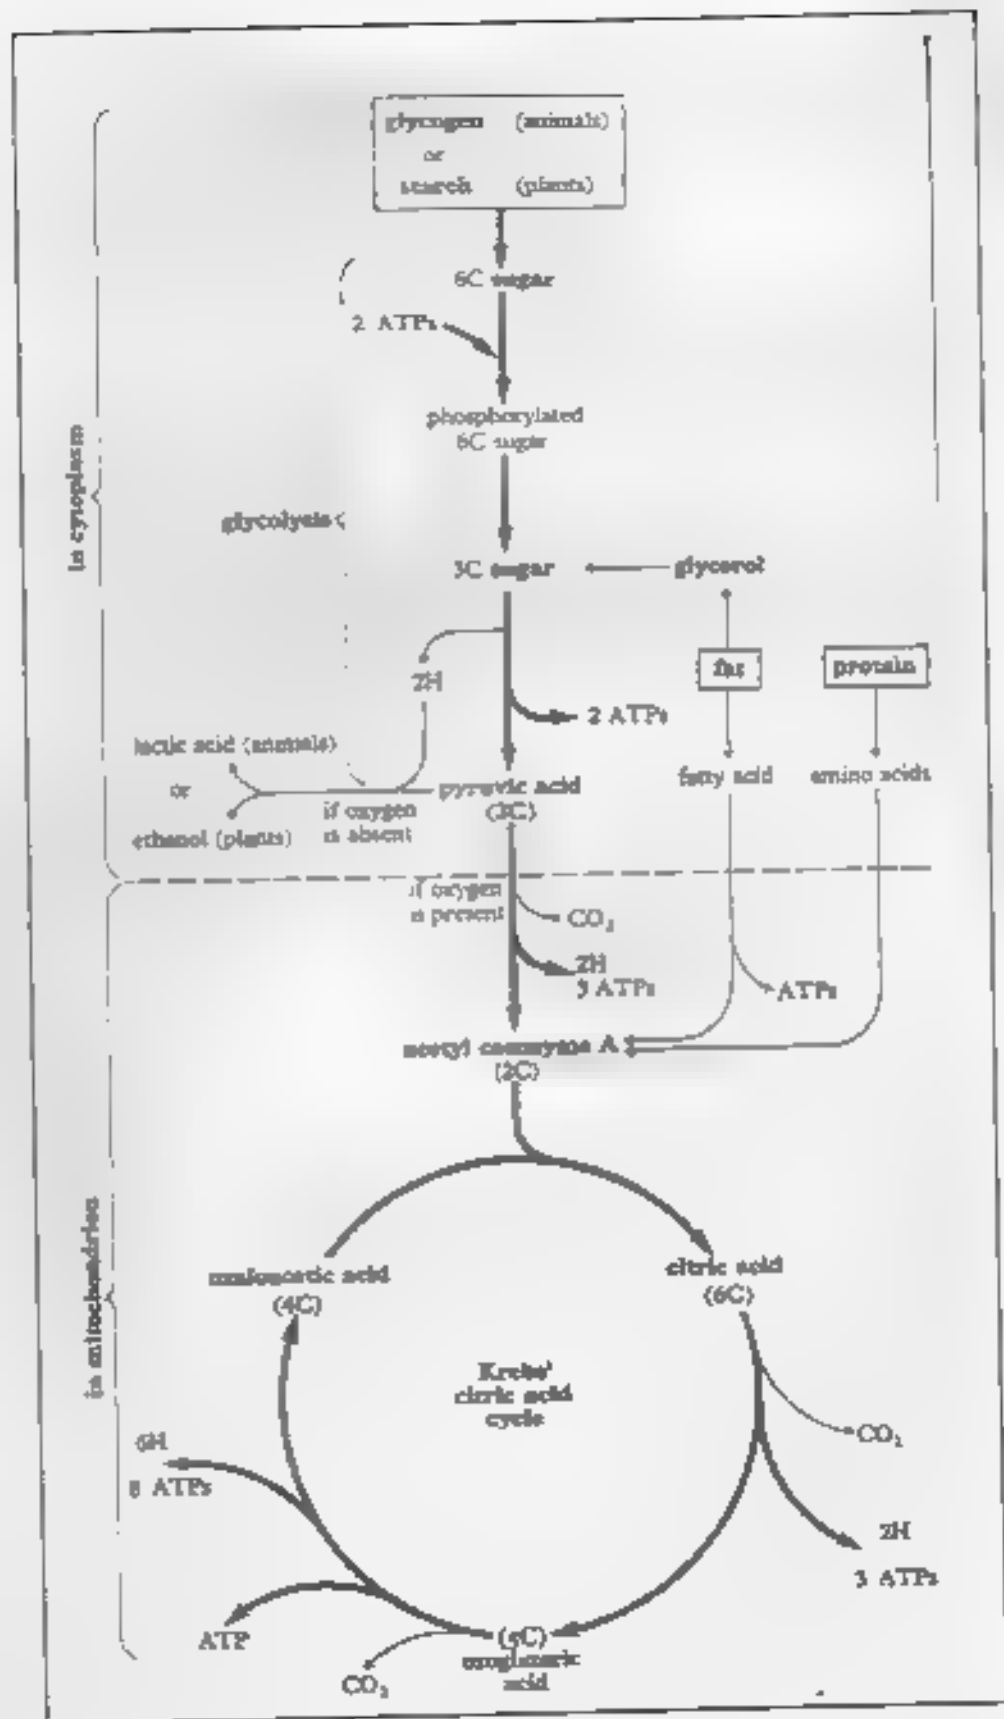 glycogen (animals)
or
starch (plants)
6C sugar
2 ATPs
phosphorylated
6C sugar
in cytoplasm
glycolysis
3C sugar
glycerol
2H
fat
protein
2 ATPs
lactic acid (animals)
or
ethanol (plants)
if oxygen
is absent
pyruvic acid
(3C)
fatty acid
amino acids
if oxygen
is present
CO₂
2H
3 ATPs
ATPs
acetyl coenzyme A
(2C)
in mitochondrion
oxaloacetic acid
(4C)
citric acid
(6C)
Krebs'
citric acid
cycle
CO₂
6H
8 ATPs
2H
3 ATPs
ATP
CO₂
(5C)
oxoglutaric
acid